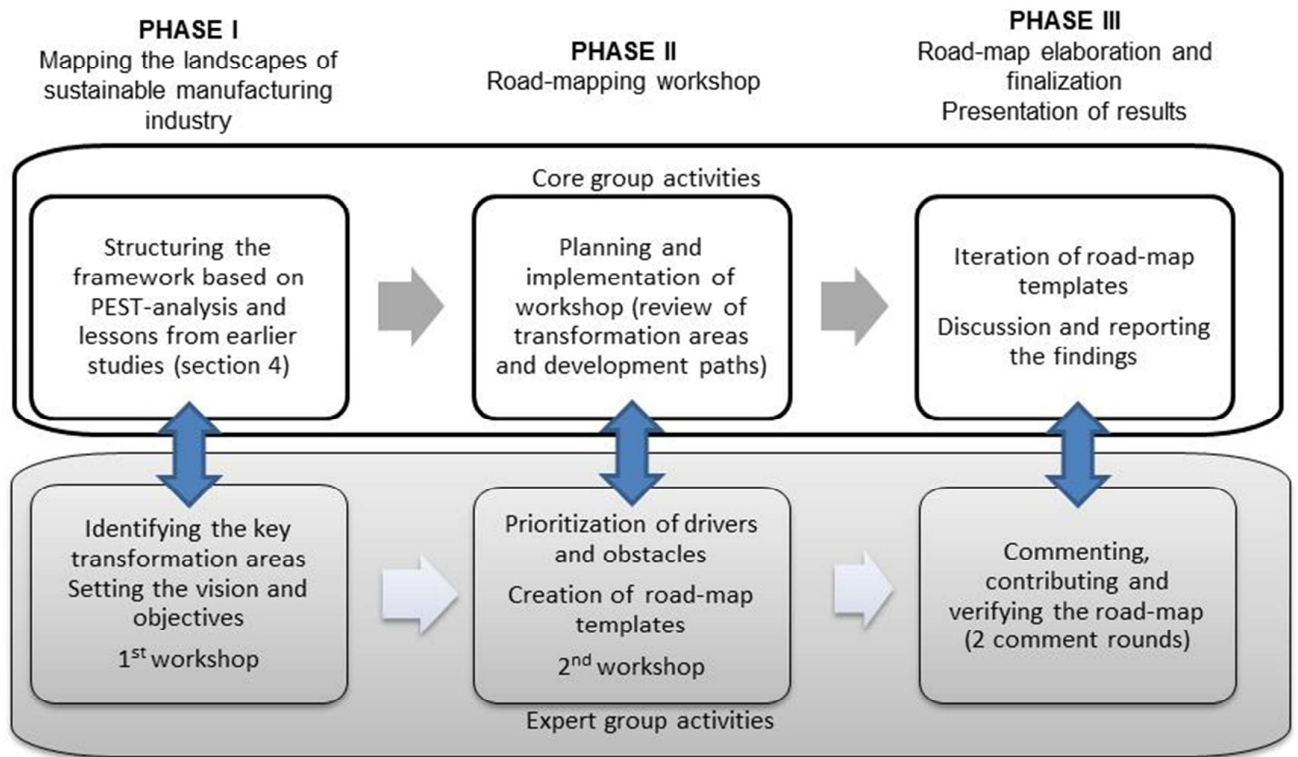 PHASE I
Mapping the landscapes of
sustainable manufacturing
industry
PHASE II
Road-mapping workshop
PHASE III
Road-map elaboration and
finalization
Presentation of results
Core group activities
Structuring the
framework based on
PEST-analysis and
lessons from earlier
studies (section 4)
Planning and
implementation of
workshop (review of
transformation areas
and development paths)
Iteration of road-map
templates
Discussion and reporting
the findings
Identifying the key
transformation areas
Setting the vision and
objectives
1st workshop
Prioritization of drivers
and obstacles
Creation of road-map
templates
2nd workshop
Commenting,
contributing and
verifying the road-map
(2 comment rounds)
Expert group activities